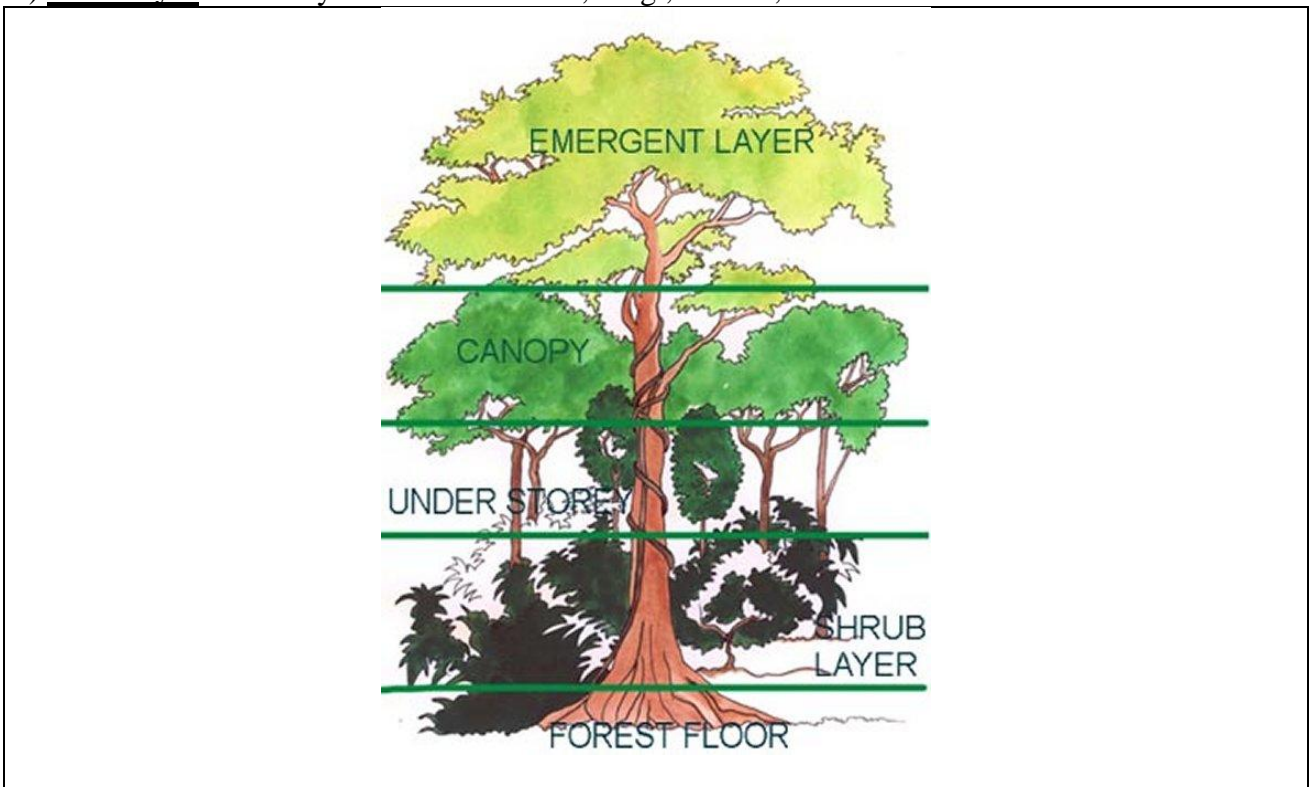 EMERGENT LAYER
CANOPY
UNDER STOREY
SHRUB
LAYER
FOREST FLOOR